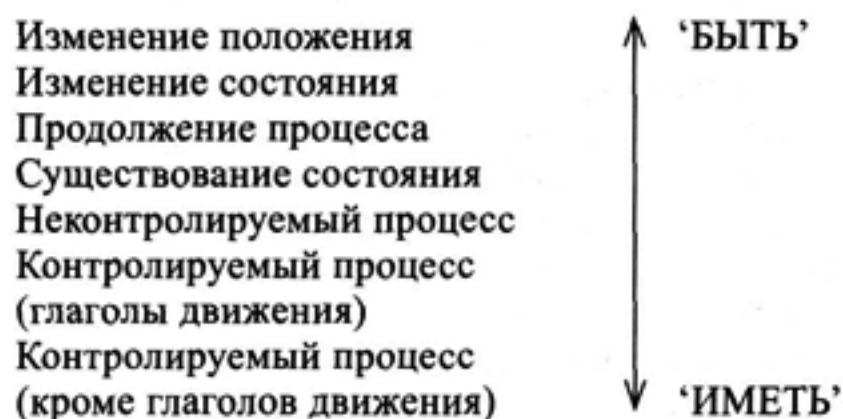 Изменение положения ‘БЫТЬ’
Изменение состояния
Продолжение процесса
Существование состояния
Неконтролируемый процесс
Контролируемый процесс
(глаголы движения)
Контролируемый процесс
(кроме глаголов движения) ‘ИМЕТЬ’